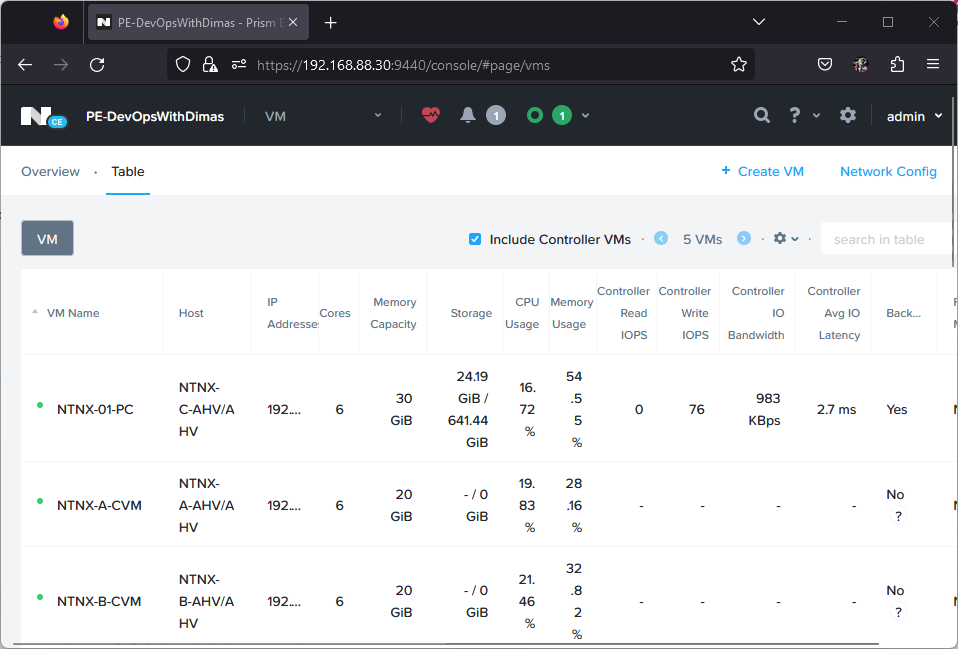 PE-DevOpsWithDimas - Prism E
https://192.168.88.30:9440/console/#page/vms
CE PE-DevOpsWithDimas VM 1 1 ? admin
Overview · Table + Create VM Network Config
VM Include Controller VMs · 5 VMs · · search in table
VM Name Host IP Addresses Cores Memory Capacity Storage CPU Usage Memory Usage Controller Read IOPS Controller Write IOPS Controller IO Bandwidth Controller Avg IO Latency Back...
NTNX-01-PC NTNX-C-AHV/AHV 192.... 6 30 GiB 24.19 GiB / 641.44 GiB 16.72 % 54.55 % 0 76 983 KBps 2.7 ms Yes
NTNX-A-CVM NTNX-A-AHV/AHV 192.... 6 20 GiB - / 0 GiB 19.83 % 28.16 % - - - - No ?
NTNX-B-CVM NTNX-B-AHV/AHV 192.... 6 20 GiB - / 0 GiB 21.46 % 32.82 % - - - - No ?